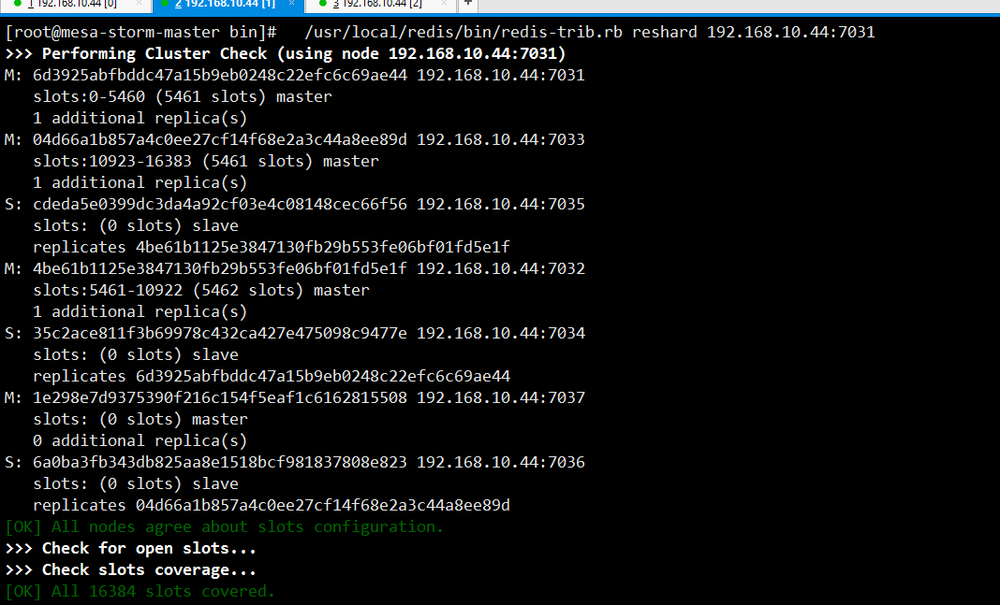 1 192.168.10.44 [0] × 2 192.168.10.44 [1] × 3 192.168.10.44 [2] × +
[root@mesa-storm-master bin]#   /usr/local/redis/bin/redis-trib.rb reshard 192.168.10.44:7031
>>> Performing Cluster Check (using node 192.168.10.44:7031)
M: 6d3925abfbddc47a15b9eb0248c22efc6c69ae44 192.168.10.44:7031
slots:0-5460 (5461 slots) master
1 additional replica(s)
M: 04d66a1b857a4c0ee27cf14f68e2a3c44a8ee89d 192.168.10.44:7033
slots:10923-16383 (5461 slots) master
1 additional replica(s)
S: cdeda5e0399dc3da4a92cf03e4c08148cec66f56 192.168.10.44:7035
slots: (0 slots) slave
replicates 4be61b1125e3847130fb29b553fe06bf01fd5e1f
M: 4be61b1125e3847130fb29b553fe06bf01fd5e1f 192.168.10.44:7032
slots:5461-10922 (5462 slots) master
1 additional replica(s)
S: 35c2ace811f3b69978c432ca427e475098c9477e 192.168.10.44:7034
slots: (0 slots) slave
replicates 6d3925abfbddc47a15b9eb0248c22efc6c69ae44
M: 1e298e7d9375390f216c154f5eaf1c6162815508 192.168.10.44:7037
slots: (0 slots) master
0 additional replica(s)
S: 6a0ba3fb343db825aa8e1518bcf981837808e823 192.168.10.44:7036
slots: (0 slots) slave
replicates 04d66a1b857a4c0ee27cf14f68e2a3c44a8ee89d
[OK] All nodes agree about slots configuration.
>>> Check for open slots...
>>> Check slots coverage...
[OK] All 16384 slots covered.